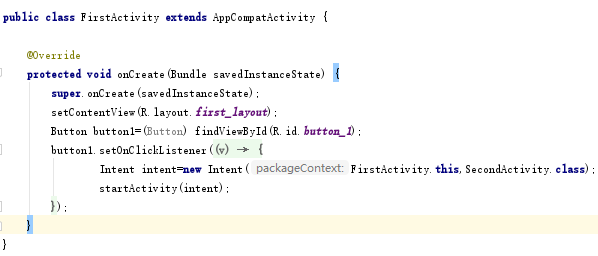 public class FirstActivity extends AppCompatActivity {
@Override
protected void onCreate(Bundle savedInstanceState) {
super.onCreate(savedInstanceState);
setContentView(R.layout.first_layout);
Button button1=(Button) findViewById(R.id.button_1);
button1.setOnClickListener((v) → {
Intent intent=new Intent( packageContext: FirstActivity.this,SecondActivity.class);
startActivity(intent);
});
}
}